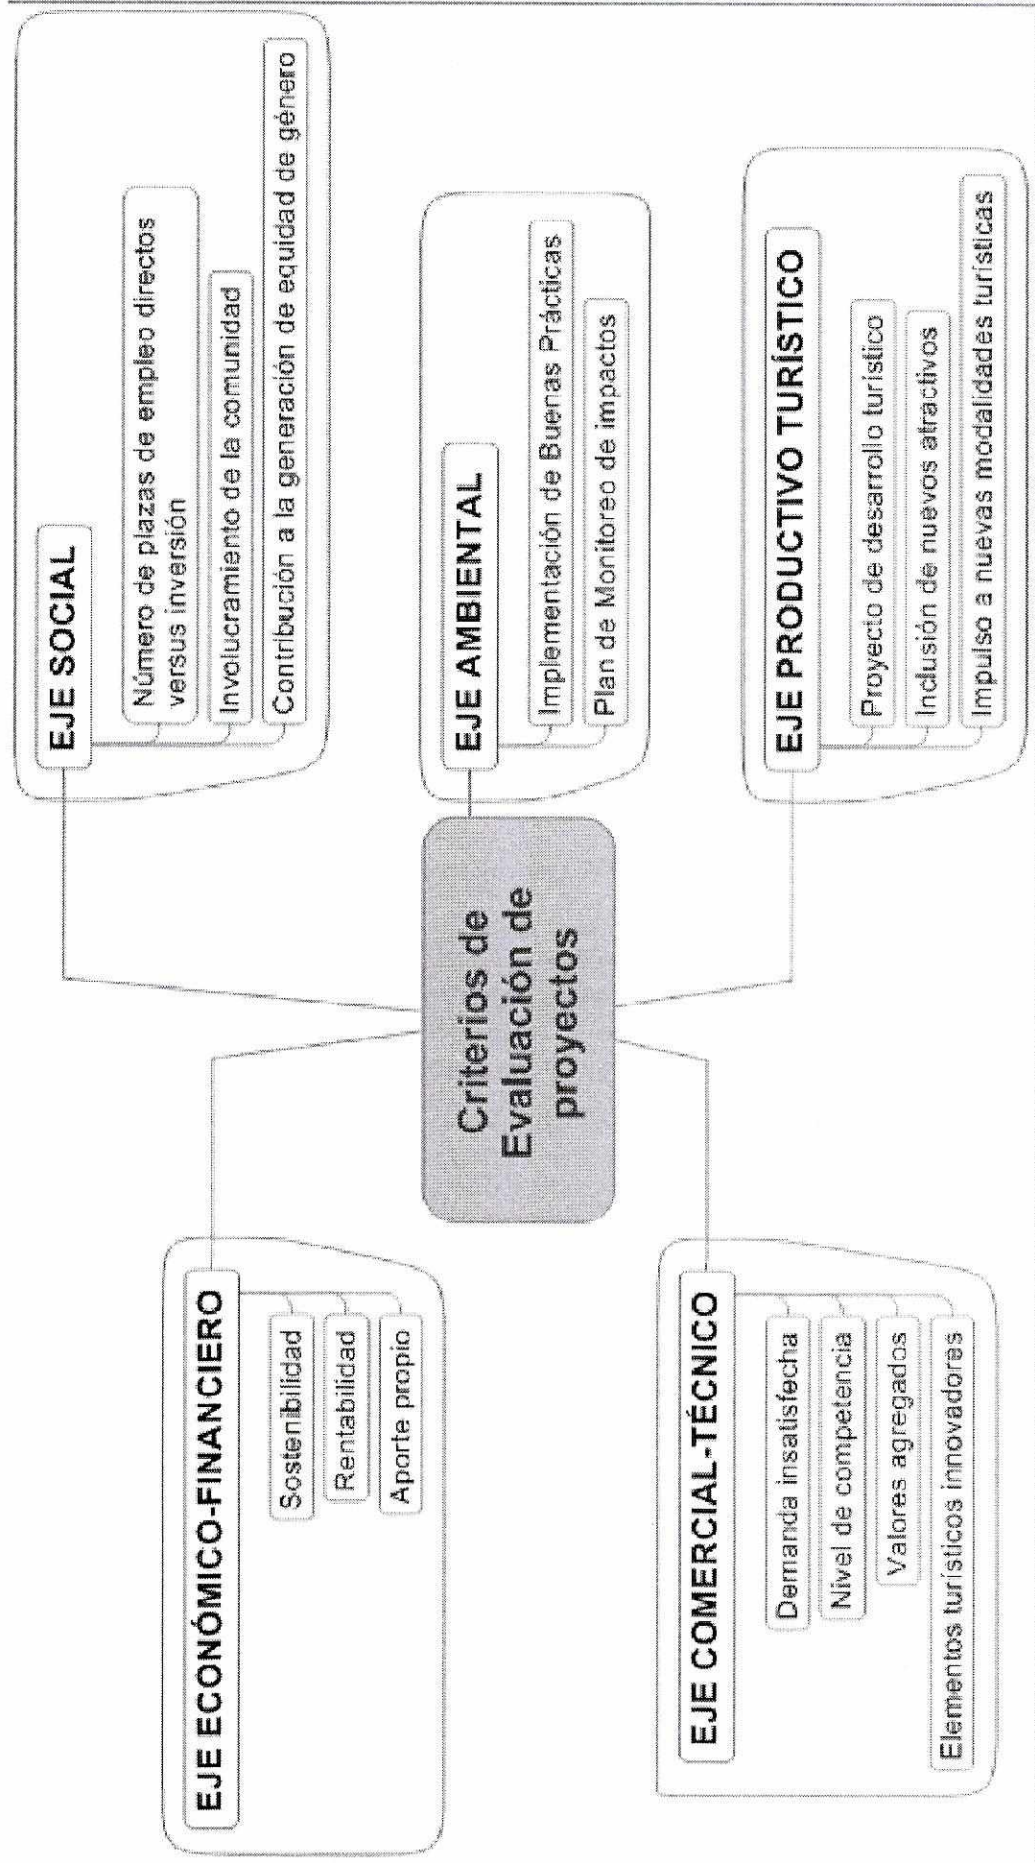 Criterios de
Evaluación de
proyectos
EJE SOCIAL
Número de plazas de empleo directos
versus inversión
Involucramiento de la comunidad
Contribución a la generación de equidad de género
EJE AMBIENTAL
Implementación de Buenas Prácticas
Plan de Monitoreo de impactos
EJE PRODUCTIVO TURÍSTICO
Proyecto de desarrollo turístico
Inclusión de nuevos atractivos
Impulso a nuevas modalidades turísticas
EJE ECONÓMICO-FINANCIERO
Sostenibilidad
Rentabilidad
Aporte propio
EJE COMERCIAL-TÉCNICO
Demanda insatisfecha
Nivel de competencia
Valores agregados
Elementos turísticos innovadores